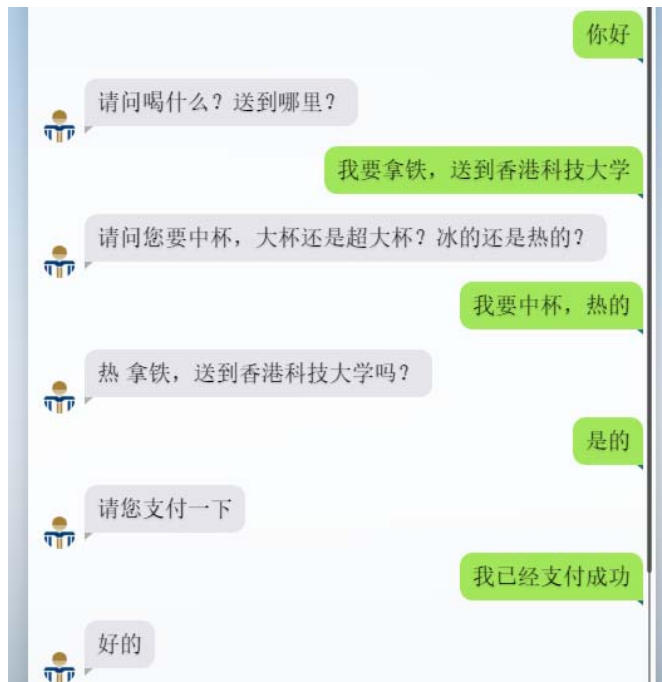 你好
请问喝什么？送到哪里？
我要拿铁，送到香港科技大学
请问您要中杯，大杯还是超大杯？冰的还是热的？
我要中杯，热的
热 拿铁，送到香港科技大学吗？
是的
请您支付一下
我已经支付成功
好的